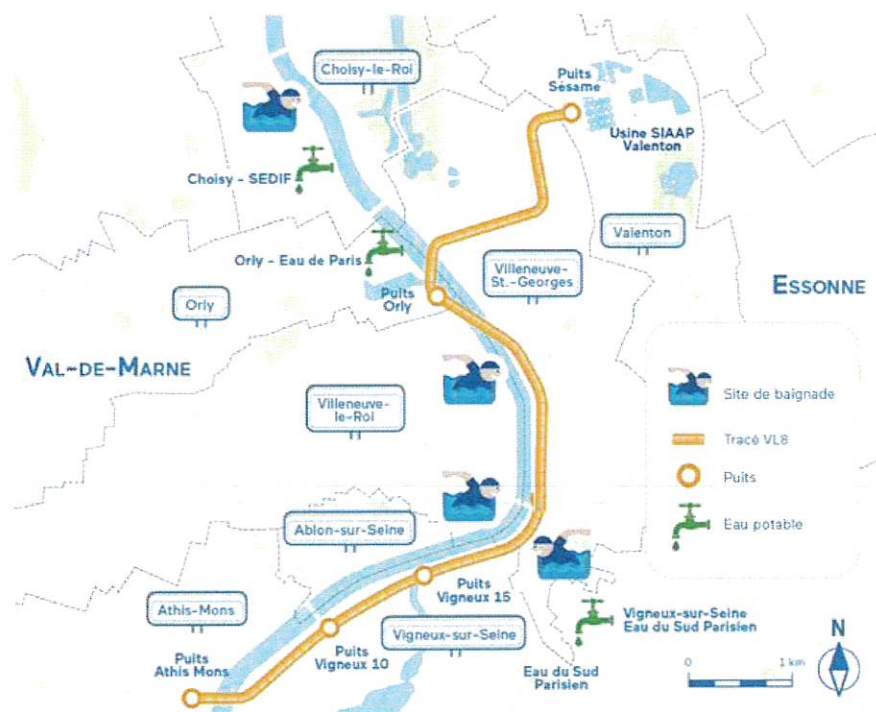 Choisy-le-Roi
Puits
Sésame
Usine SIAAP
Valenton
Choisy - SEDIF
Valenton
Orly - Eau de Paris
Villeneuve-
St.-Georges
ESSONNE
Puits
Orly
Orly
VAL-DE-MARNE
Villeneuve-
le-Roi
Site de baignade
Tracé VL8
Puits
Eau potable
Ablon-sur-Seine
Puits
Vigneux 15
Athis-Mons
Vigneux-sur-Seine
Vigneux-sur-Seine
Eau du Sud Parisien
Puits
Vigneux 10
Puits
Athis Mons
Eau du Sud
Parisien
N
0
1 km